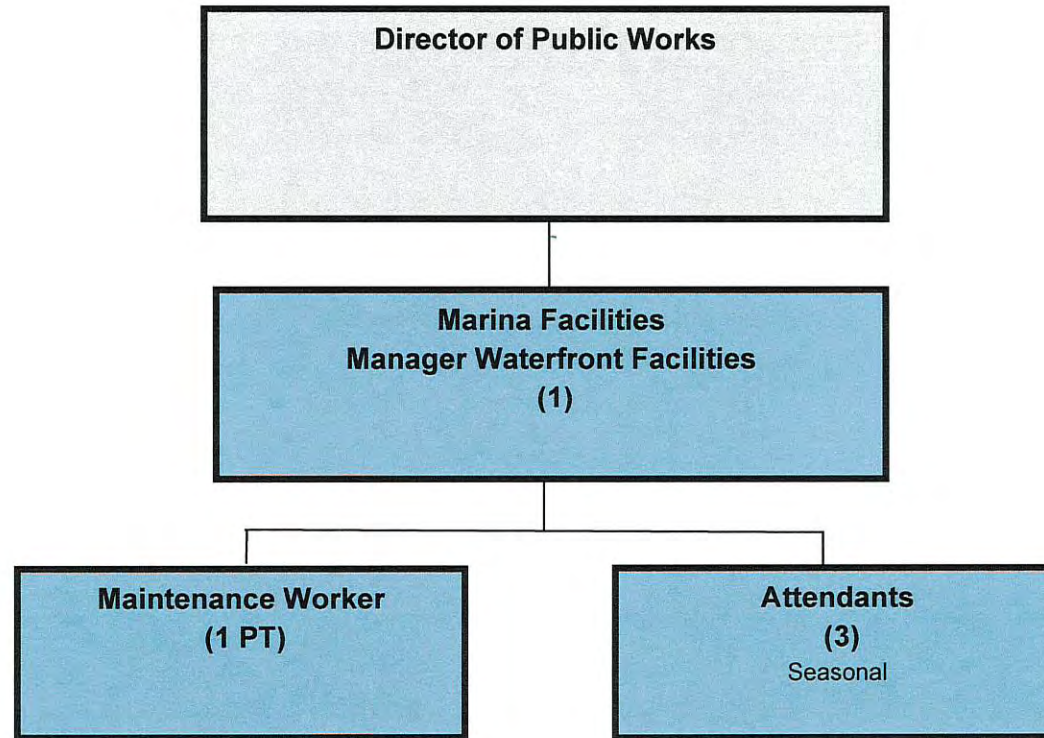 Director of Public Works
Marina Facilities
Manager Waterfront Facilities
(1)
Maintenance Worker
(1 PT)
Attendants
(3)
Seasonal